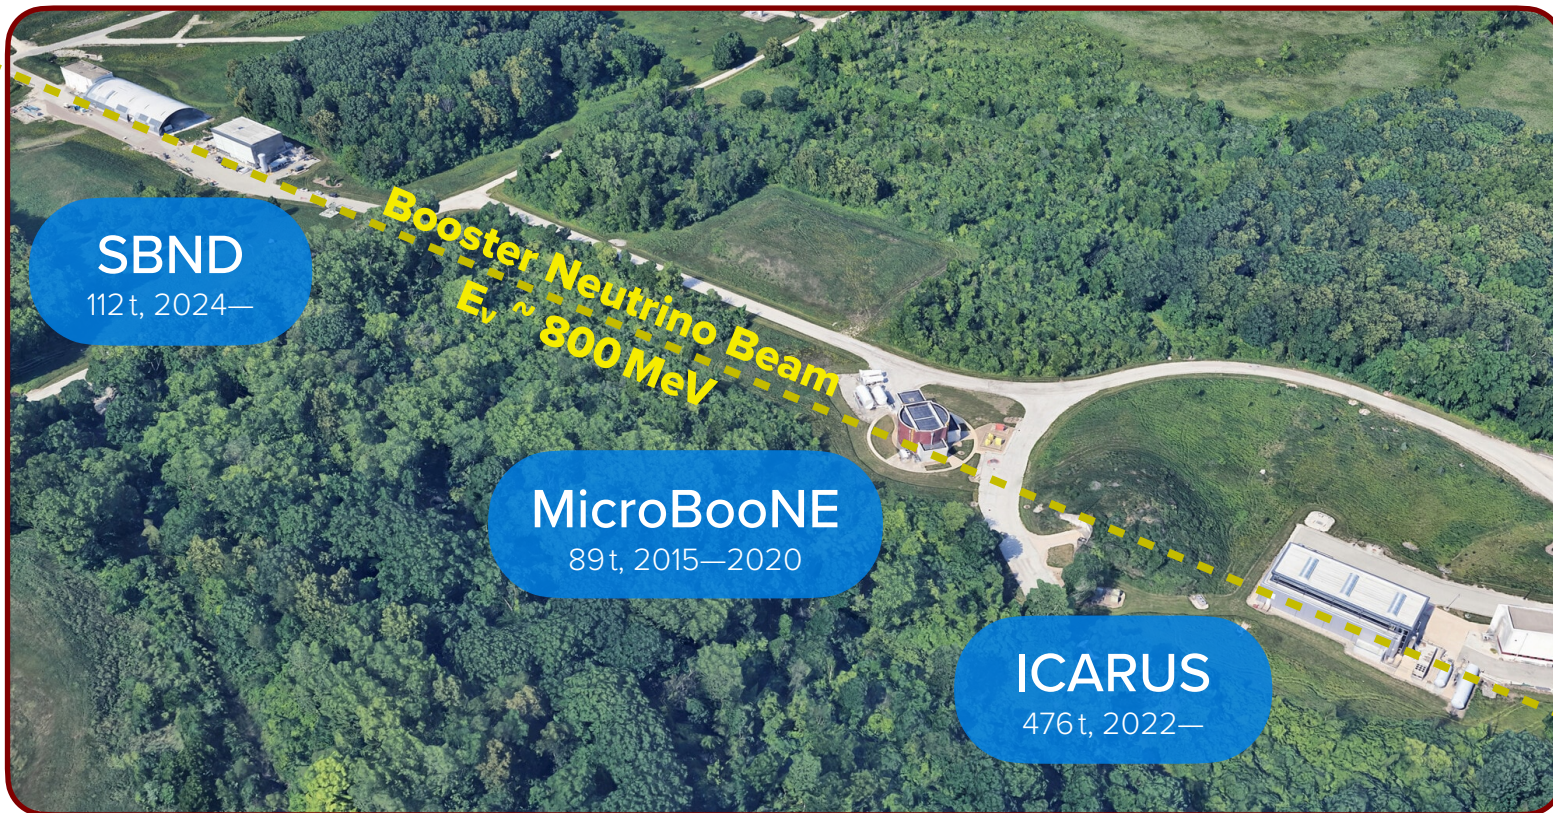 SBND
112 t, 2024—
Booster Neutrino Beam
Eν ~ 800 MeV
MicroBooNE
89 t, 2015—2020
ICARUS
476 t, 2022—